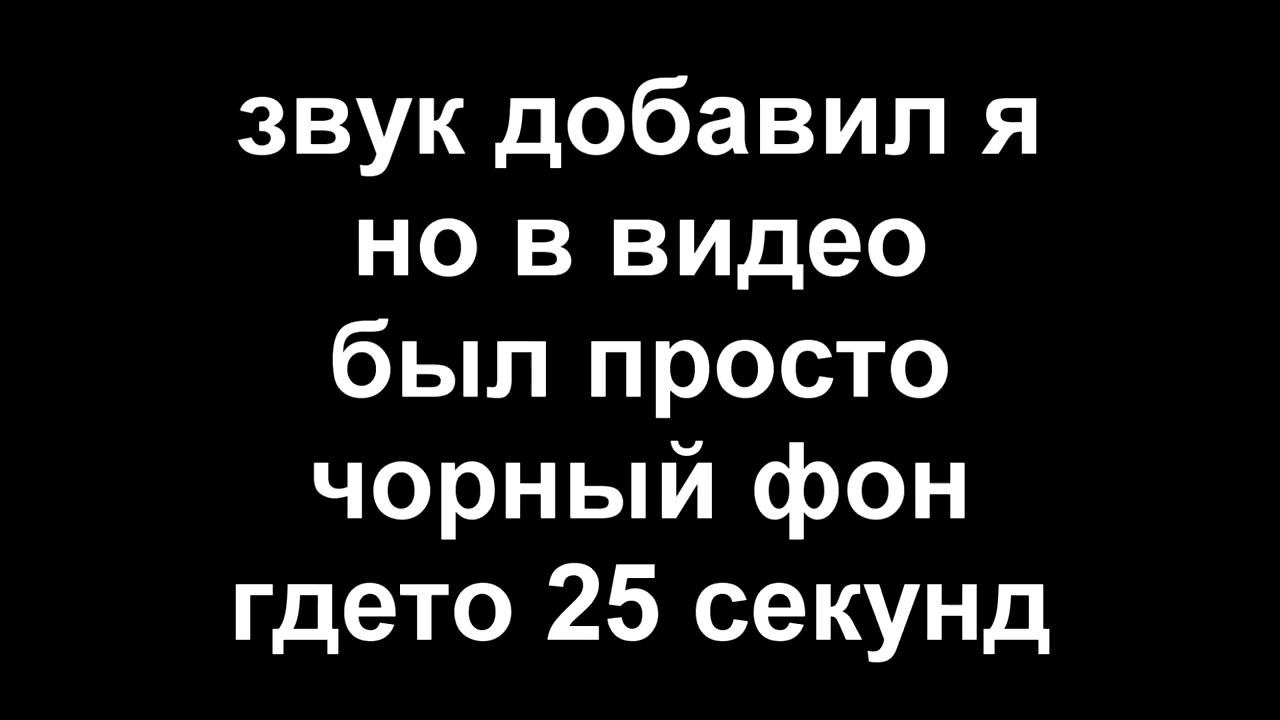 звук добавил я
но в видео
был просто
чорный фон
гдето 25 секунд